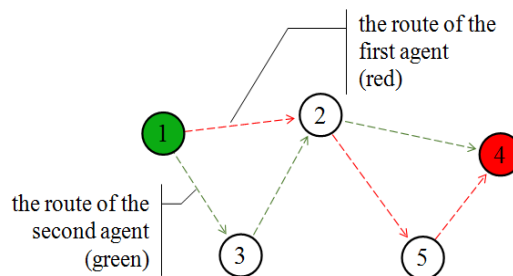 the route of the
first agent
(red)
1
2
4
the route of the
second agent
(green)
3
5